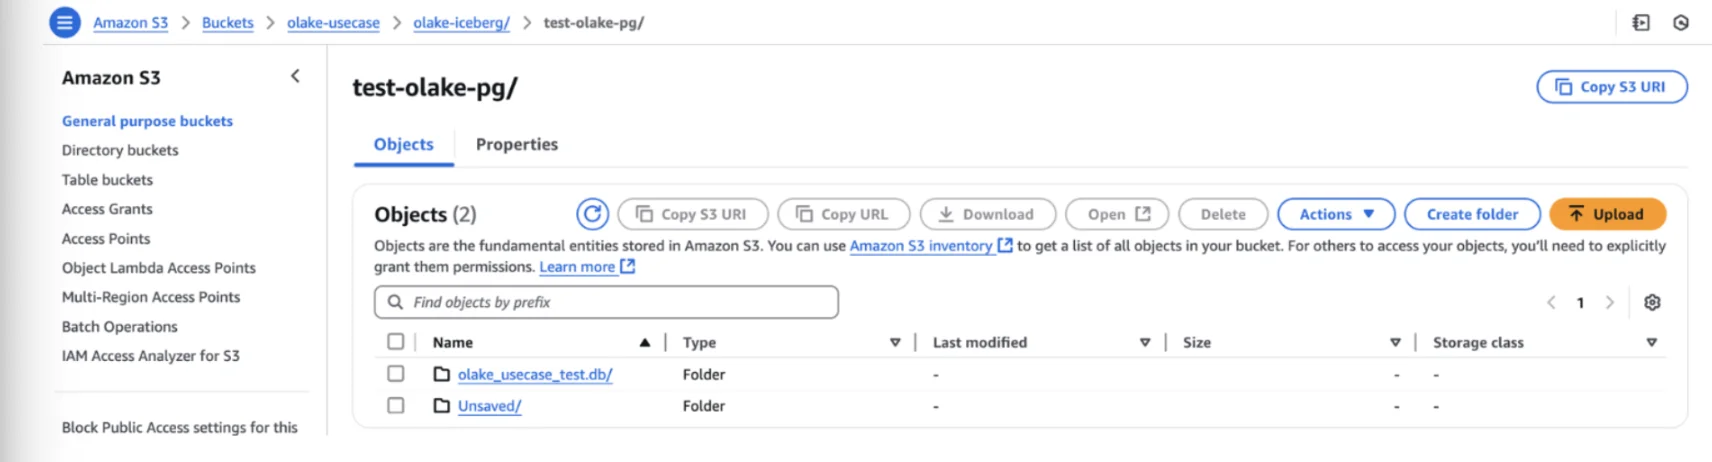 Amazon S3 > Buckets > olake-usecase > olake-iceberg/ > test-olake-pg/
Amazon S3
General purpose buckets
Directory buckets
Table buckets
Access Grants
Access Points
Object Lambda Access Points
Multi-Region Access Points
Batch Operations
IAM Access Analyzer for S3
Block Public Access settings for this
test-olake-pg/
Copy S3 URI
Objects Properties
Objects (2) Copy S3 URI Copy URL Download Open Delete Actions Create folder Upload
Objects are the fundamental entities stored in Amazon S3. You can use Amazon S3 inventory to get a list of all objects in your bucket. For others to access your objects, you'll need to explicitly
grant them permissions. Learn more
Find objects by prefix
< 1 >
Name Type Last modified Size Storage class
olake_usecase_test.db/ Folder - - -
Unsaved/ Folder - - -